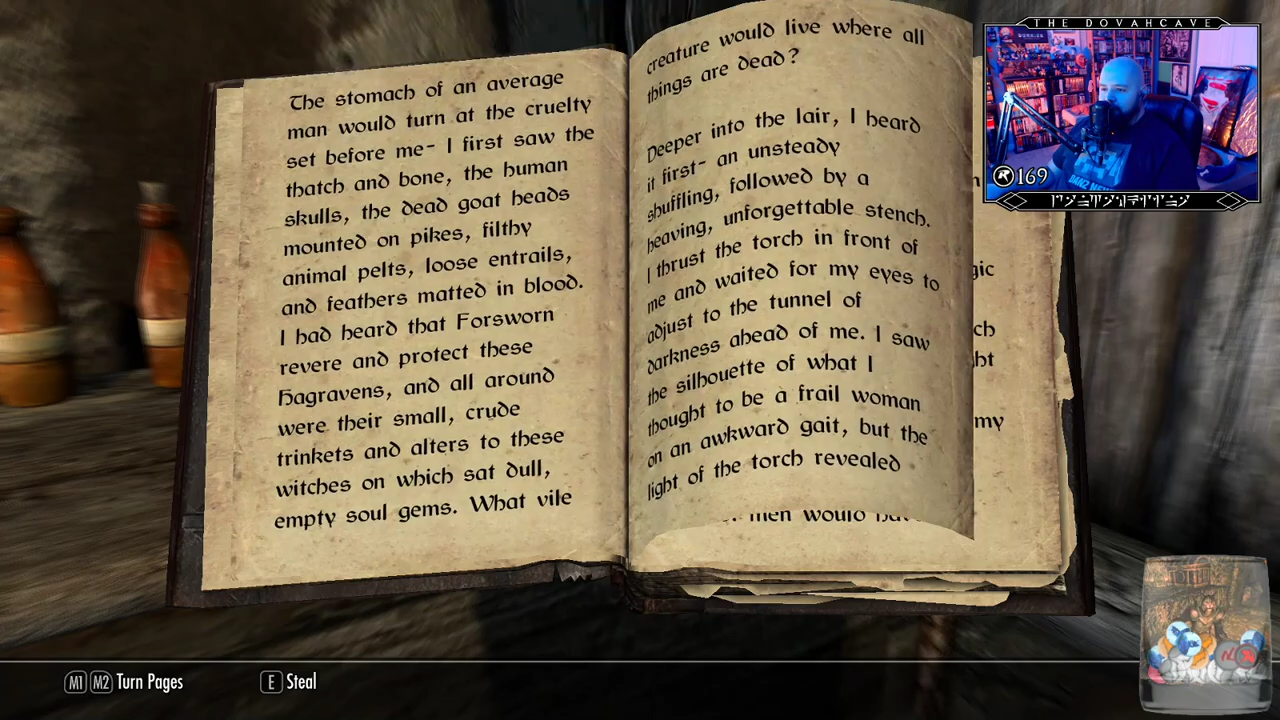 The stomach of an average
man would turn at the cruelty
set before me- I first saw the
thatch and bone, the human
skulls, the dead goat heads
mounted on pikes, filthy
animal pelts, loose entrails,
and feathers matted in blood.
I had heard that Forsworn
revere and protect these
Hagravens, and all around
were their small, crude
trinkets and alters to these
witches on which sat dull,
empty soul gems. What vile
creature would live where all
things are dead?
Deeper into the lair, I heard
it first- an unsteady
shuffling, followed by a
heaving, unforgettable stench.
I thrust the torch in front of
me and waited for my eyes to
adjust to the tunnel of
darkness ahead of me. I saw
the silhouette of what I
thought to be a frail woman
on an awkward gait, but the
light of the torch revealed
men would
my
THE DOVAHCAVE
169
M1 M2 Turn Pages
E Steal